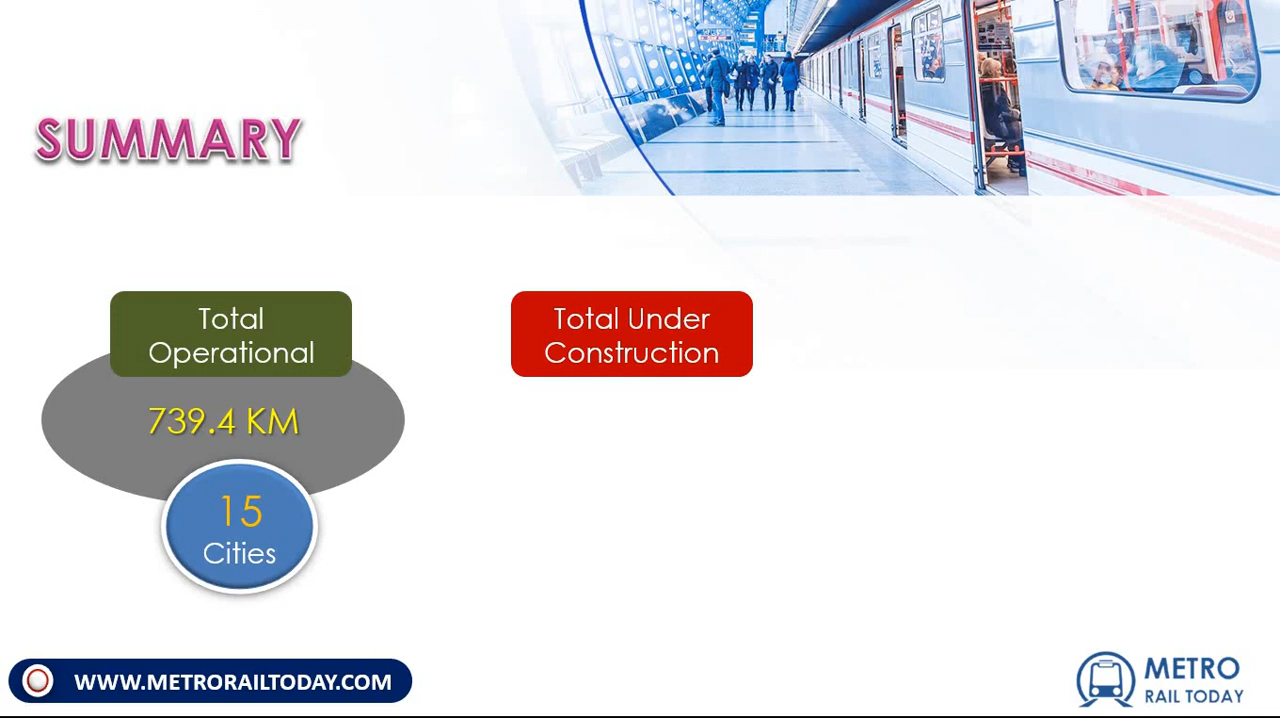 SUMMARY
Total
Operational
739.4 KM
15
Cities
Total Under
Construction
WWW.METRORAILTODAY.COM
METRO
RAIL TODAY